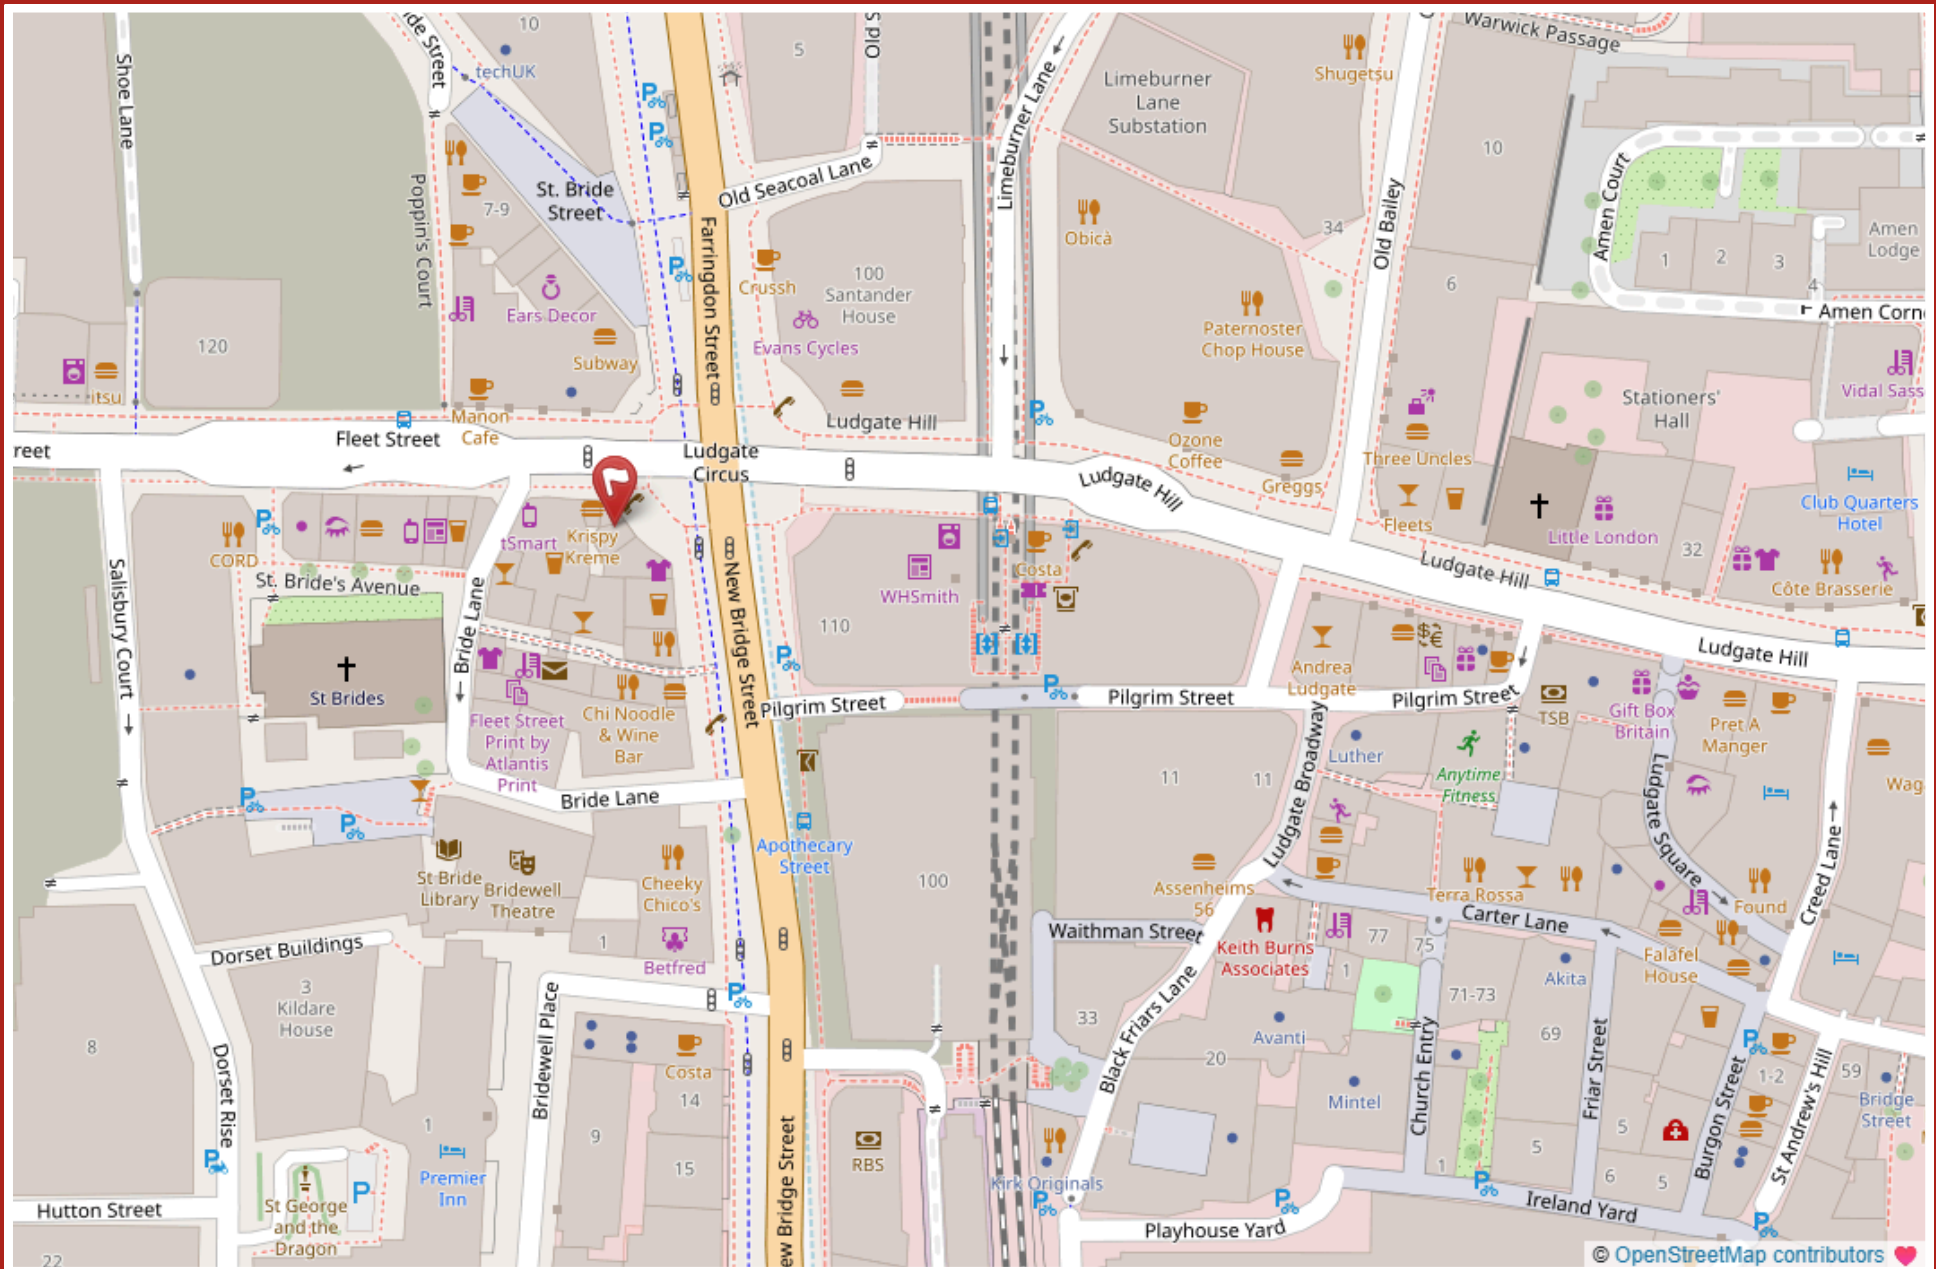 Shoe Lane
ide Street
10
techUK
5
Old S
Limeburner Lane
Limeburner
Lane
Substation
Shugetsu
Warwick Passage
10
Amen Court
Amen
Lodge
1
2
3
4
Amen Corn
Poppin's Court
7-9
St. Bride
Street
Old Seacoal Lane
Farringdon Street
Crussh
100
Santander
House
Evans Cycles
Ears Decor
Subway
Obicà
34
Old Bailey
6
Paternoster
Chop House
120
itsu
Manon
Cafe
Stationers'
Hall
Vidal Sass
reet
Fleet Street
Ludgate
Circus
Ludgate Hill
Ludgate Hill
Ozone
Coffee
Greggs
Three Uncles
Fleets
Little London
32
Club Quarters
Hotel
Côte Brasserie
CORD
tSmart
Krispy
Kreme
Salisbury Court
St. Bride's Avenue
Bride Lane
New Bridge Street
WHSmith
Costa
110
Ludgate Hill
Ludgate Hill
St Brides
Fleet Street
Print by
Atlantis
Print
Chi Noodle
& Wine
Bar
Pilgrim Street
Pilgrim Street
Pilgrim Street
Andrea
Ludgate
TSB
Gift Box
Britain
Pret A
Manger
Wag
Luther
Anytime
Fitness
11
11
Ludgate Broadway
Ludgate Square
Creed Lane
Bride Lane
Apothecary
Street
St Bride
Library
Bridewell
Theatre
Cheeky
Chico's
100
Assenheims
56
Terra Rossa
Found
Carter Lane
Waithman Street
Keith Burns
Associates
77
75
1
Falafel
House
Akita
Dorset Buildings
1
Betfred
3
Kildare
House
8
Dorset Rise
Bridewell Place
Costa
14
9
15
1
Premier
Inn
33
Black Friars Lane
20
Avanti
Mintel
71-73
69
Church Entry
Friar Street
5
5
6
5
1
Burgon Street
1-2
St Andrew's Hill
59
Bridge
Street
RBS
Kirk Originals
Hutton Street
St George
and the
Dragon
22
P
New Bridge Street
Playhouse Yard
Ireland Yard
© OpenStreetMap contributors